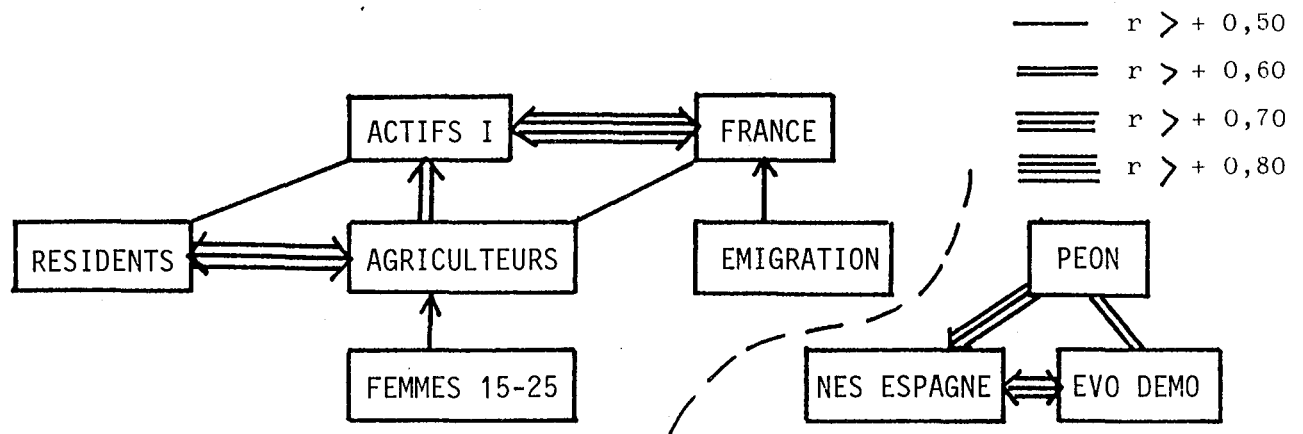 r > + 0,50
r > + 0,60
r > + 0,70
r > + 0,80
ACTIFS I
FRANCE
RESIDENTS
AGRICULTEURS
EMIGRATION
PEON
FEMMES 15-25
NES ESPAGNE
EVO DEMO